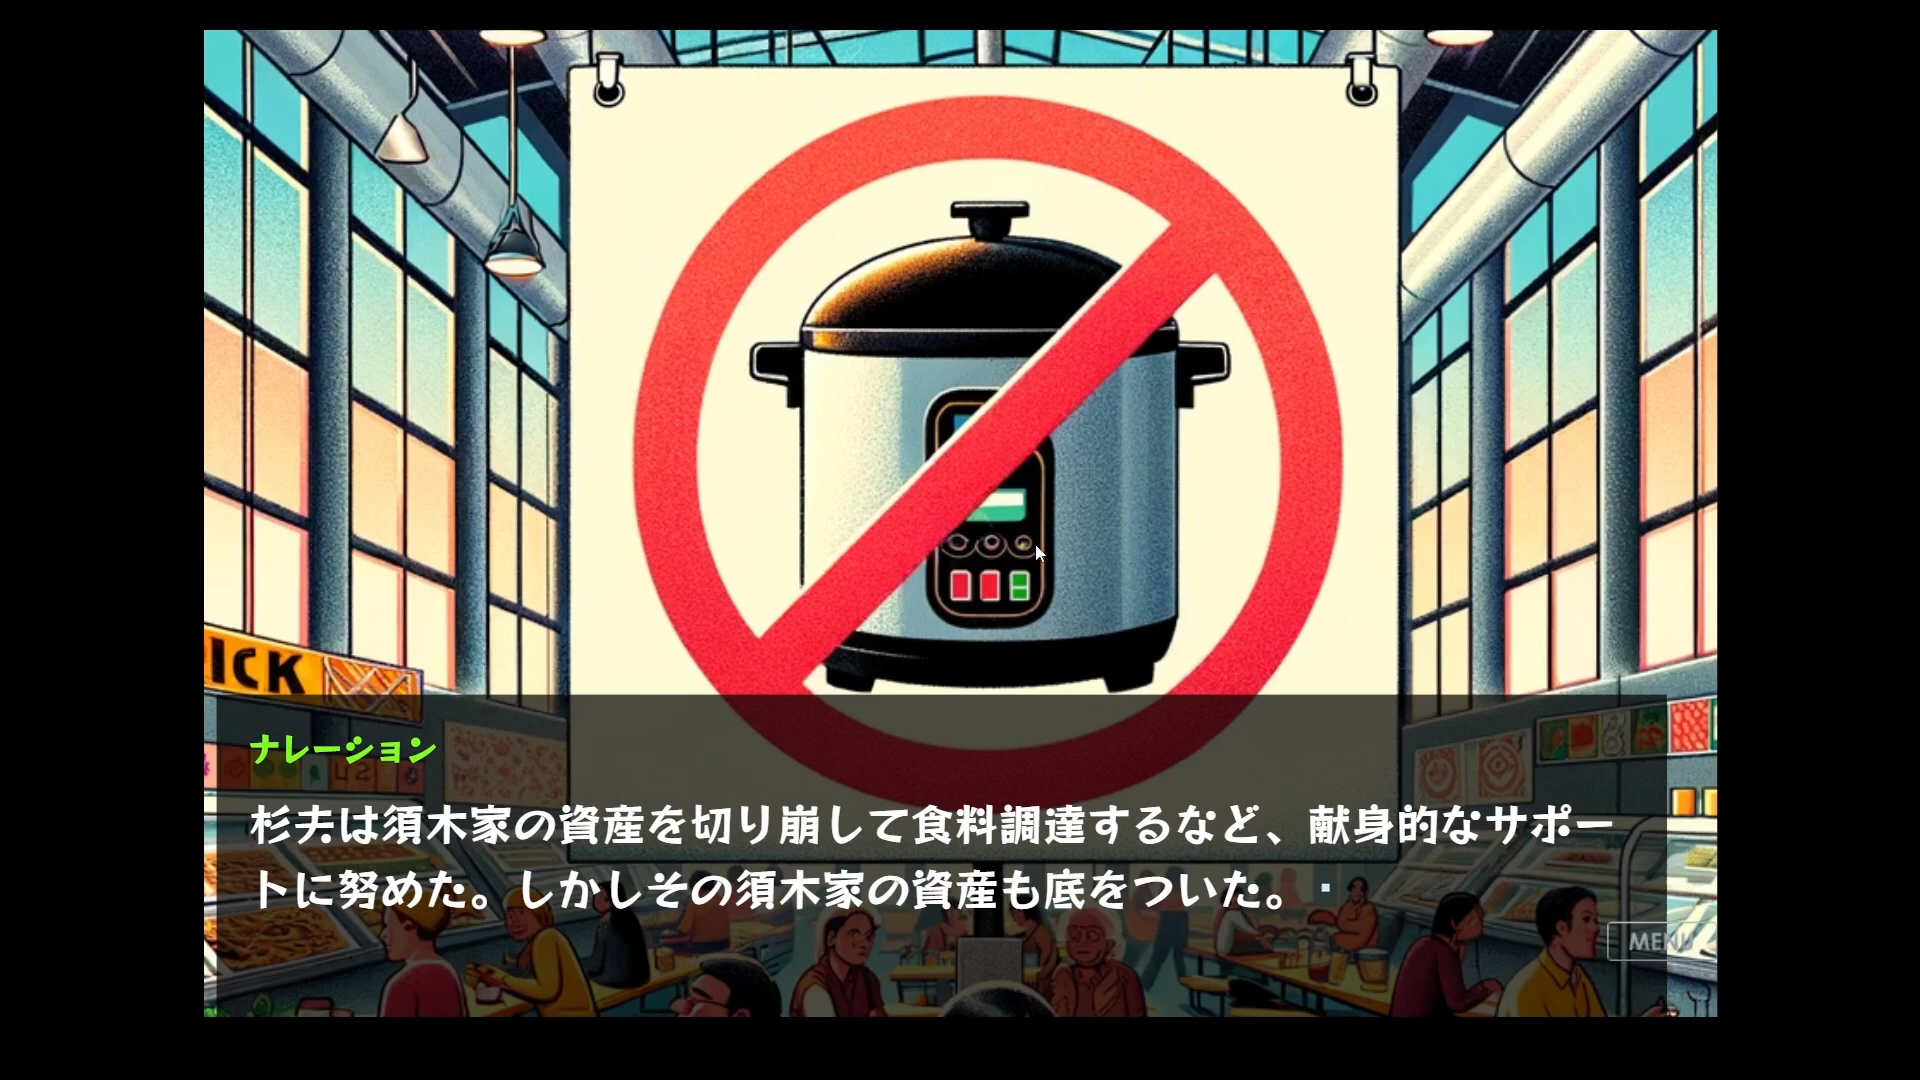 ICK
ナレーション
杉夫は須木家の資産を切り崩して食料調達するなど、献身的なサポー
トに努めた。しかしその須木家の資産も底をついた。
MENU